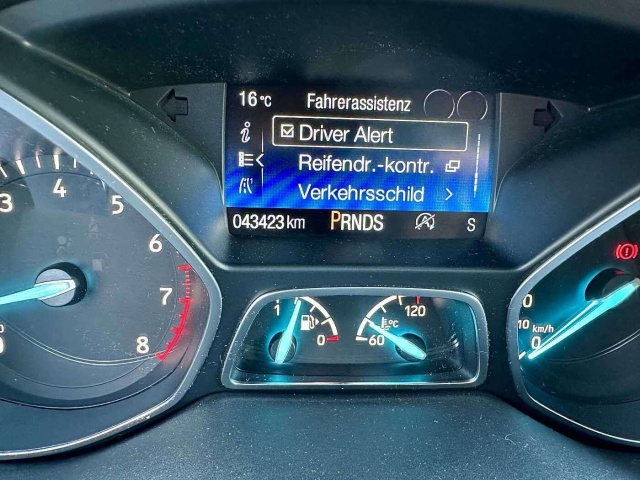 16°C Fahrerassistenz
Driver Alert
Reifendr.-kontr.
Verkehrsschild
043423 km PRNDS S
3 4 5 6 7 8
1 0
°C 60 120
10 km/h
0